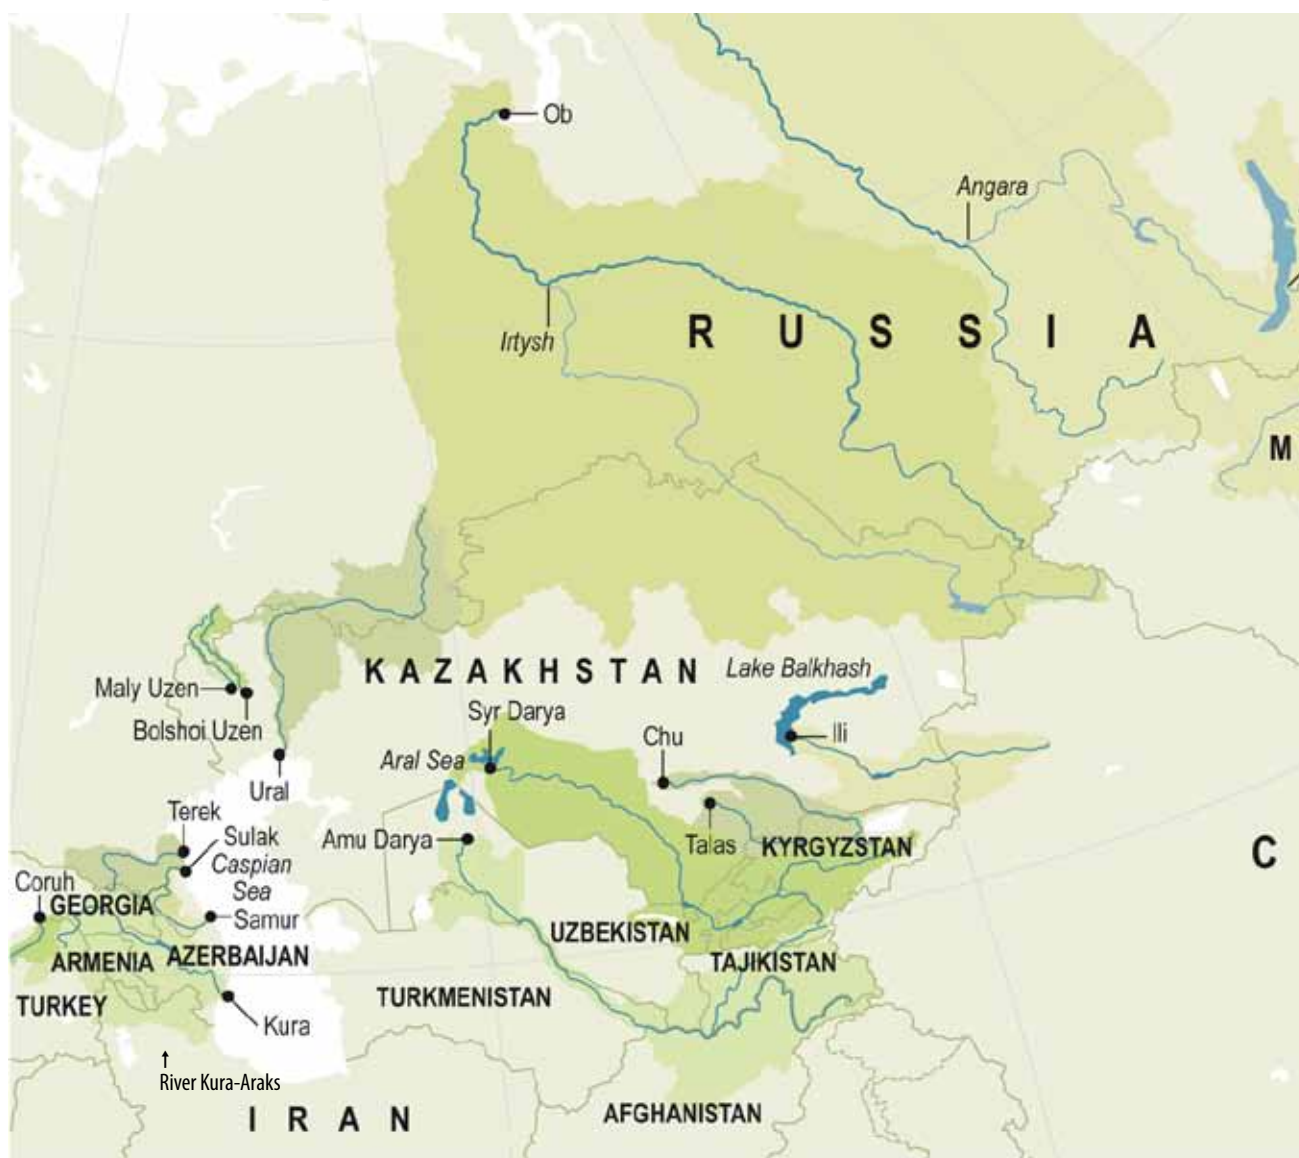 Ob
Angara
Irtysh
RUSSIA
M
KAZAKHSTAN
Lake Balkhash
Maly Uzen
Bolshoi Uzen
Syr Darya
Chu
Ili
Aral Sea
Ural
Terek
Sulak
Amu Darya
Talas
KYRGYZSTAN
C
Caspian
Sea
Coruh
GEORGIA
Samur
UZBEKISTAN
ARMENIA
AZERBAIJAN
TAJIKISTAN
TURKEY
TURKMENISTAN
Kura
River Kura-Araks
IRAN
AFGHANISTAN